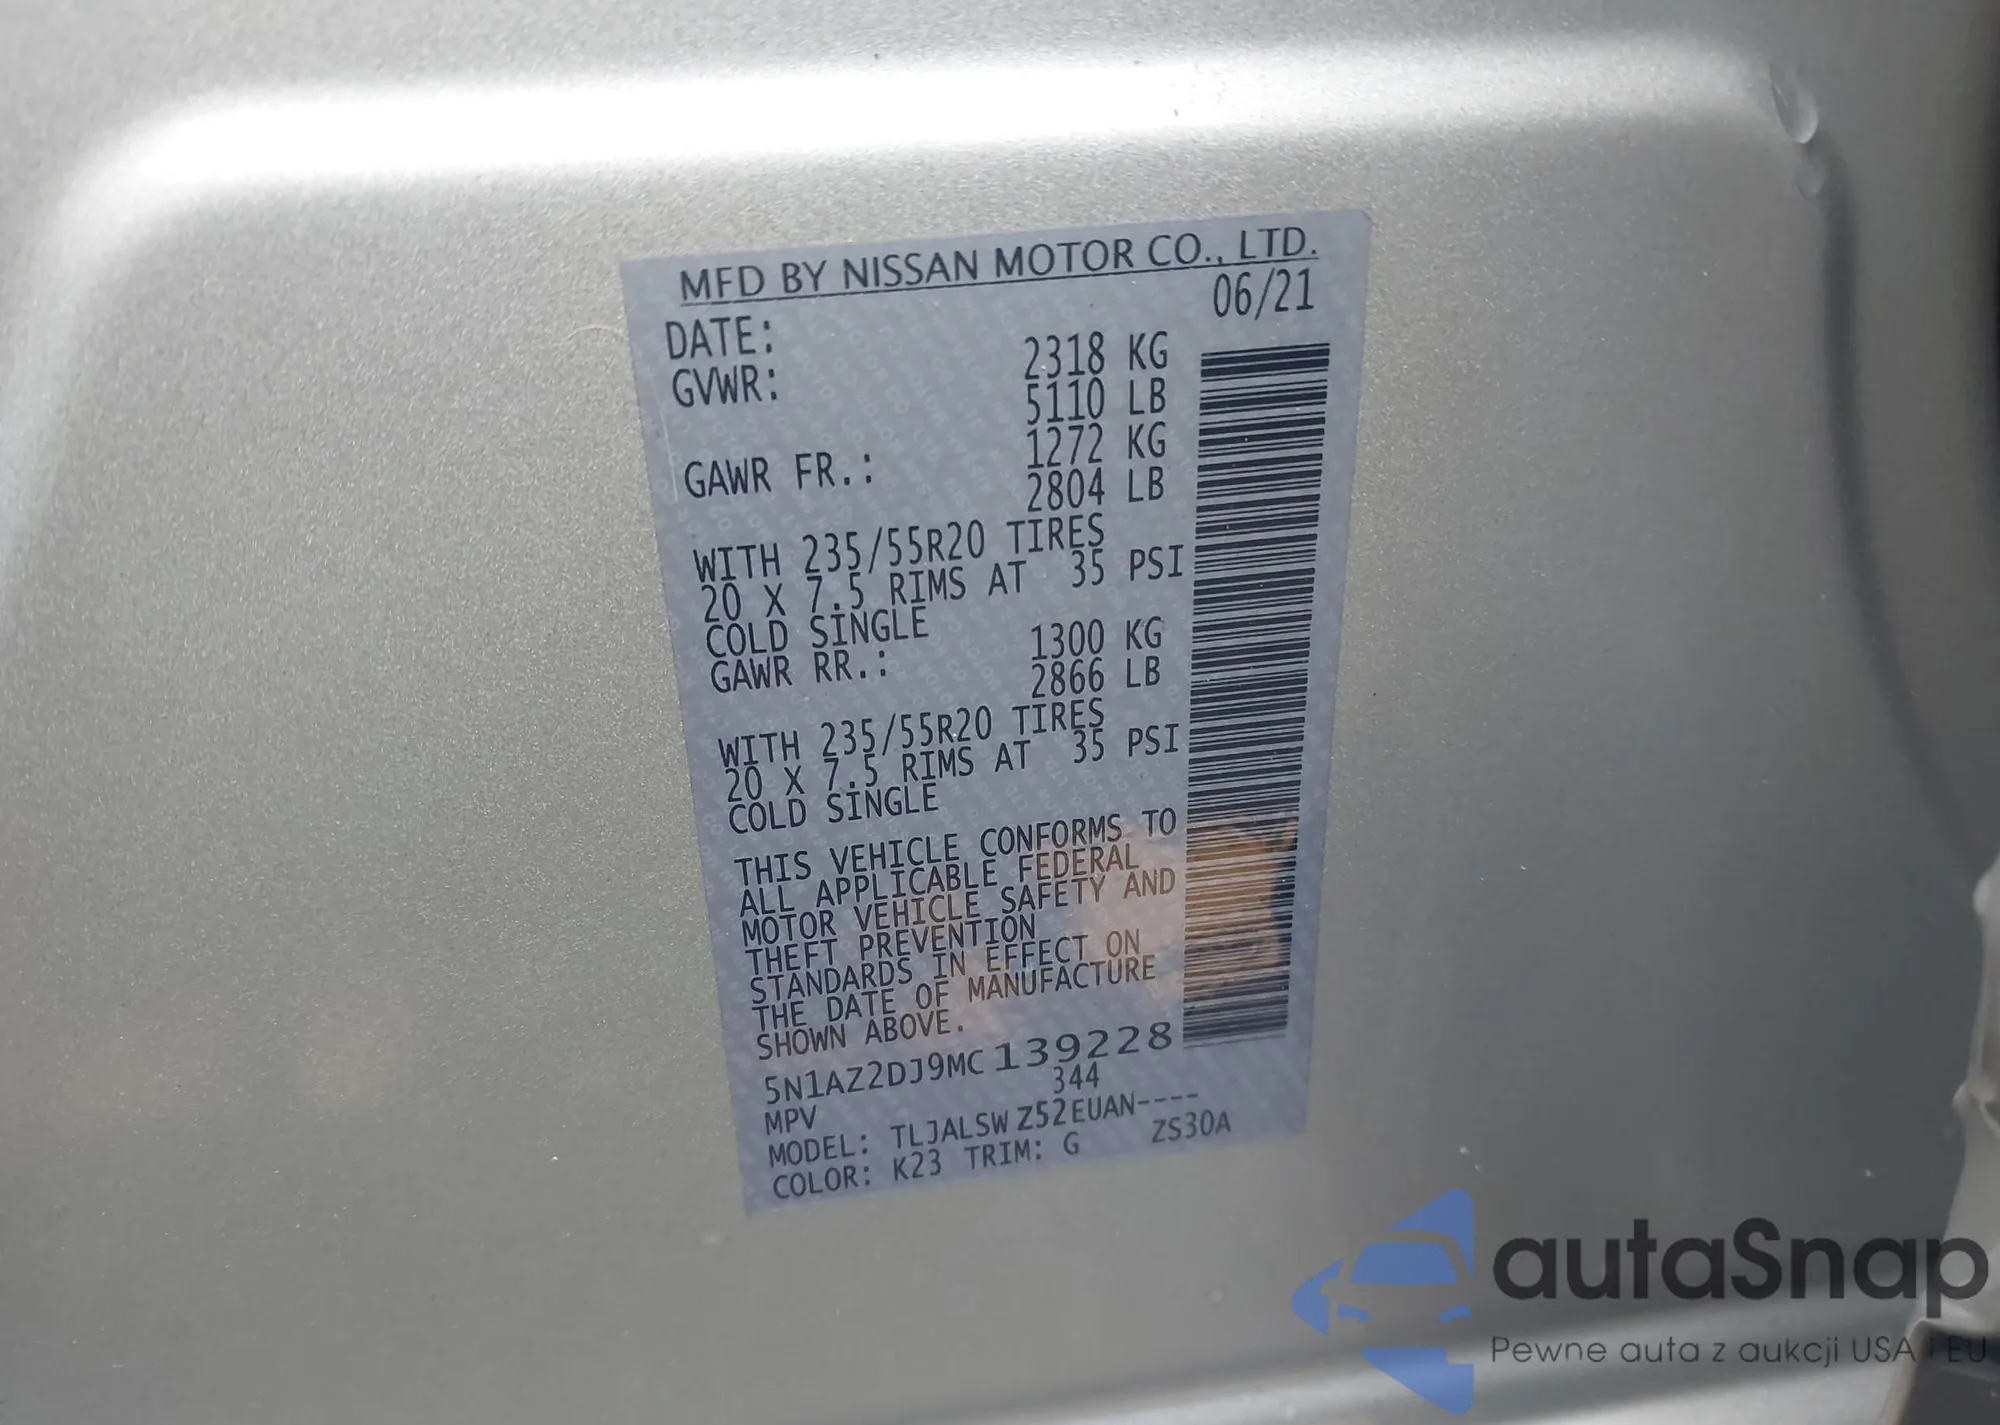 MFD BY NISSAN MOTOR CO., LTD.
DATE: 06/21
GVWR: 2318 KG
5110 LB
GAWR FR.: 1272 KG
2804 LB
WITH 235/55R20 TIRES
20 X 7.5 RIMS AT 35 PSI
COLD SINGLE
GAWR RR.: 1300 KG
2866 LB
WITH 235/55R20 TIRES
20 X 7.5 RIMS AT 35 PSI
COLD SINGLE
THIS VEHICLE CONFORMS TO
ALL APPLICABLE FEDERAL
MOTOR VEHICLE SAFETY AND
THEFT PREVENTION
STANDARDS IN EFFECT ON
THE DATE OF MANUFACTURE
SHOWN ABOVE.
5N1AZ2DJ9MC139228
MPV 344
MODEL: TLJALSWZ52EUAN----
COLOR: K23 TRIM: G ZS30A
autaSnap
Pewne auta z aukcji USA i EU